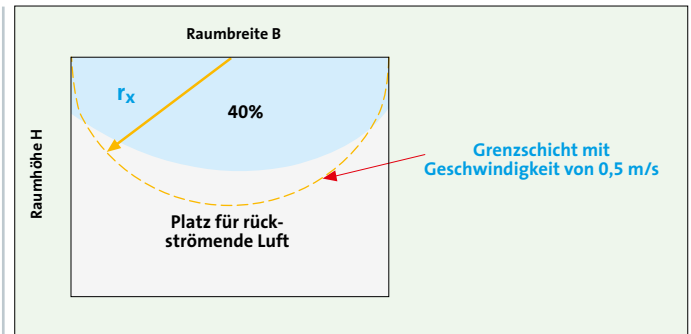 Raumbreite B
Raumhöhe H
rx
40%
Grenzschicht mit
Geschwindigkeit von 0,5 m/s
Platz für rück-
strömende Luft